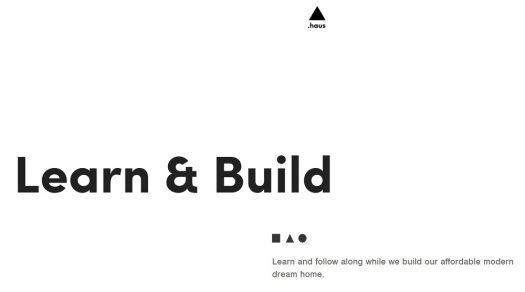 .haus
Learn & Build
Learn and follow along while we build our affordable modern
dream home.